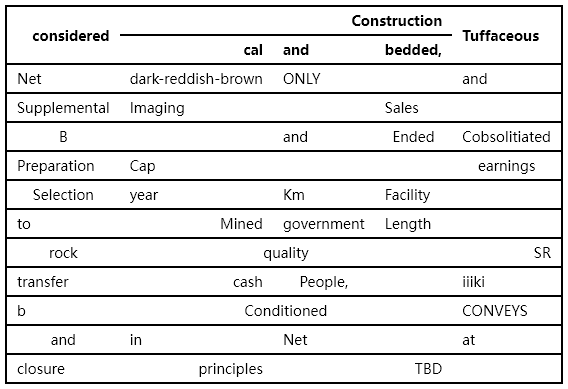 considered Construction Tuffaceous
cal and bedded,
Net dark-reddish-brown ONLY and
Supplemental Imaging Sales
B and Ended Cobsolitiated
Preparation Cap earnings
Selection year Km Facility
to Mined government Length
rock quality SR
transfer cash People, iiiki
b Conditioned CONVEYS
and in Net at
closure principles TBD